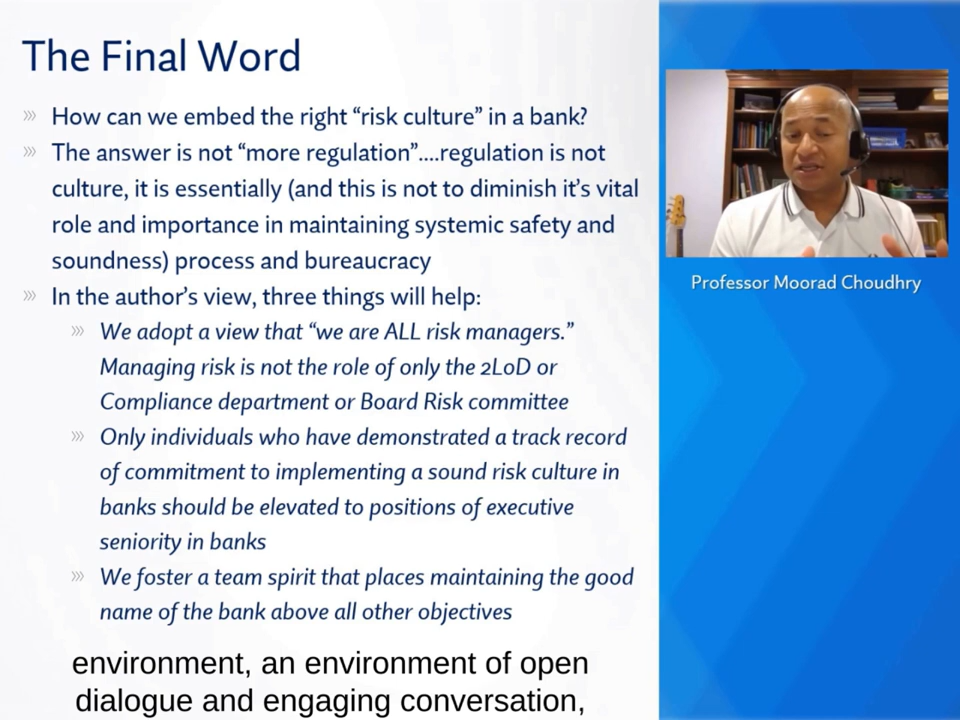 The Final Word
» How can we embed the right “risk culture” in a bank?
» The answer is not “more regulation”....regulation is not
culture, it is essentially (and this is not to diminish it’s vital
role and importance in maintaining systemic safety and
soundness) process and bureaucracy
» In the author’s view, three things will help:
» We adopt a view that “we are ALL risk managers.”
Managing risk is not the role of only the 2LoD or
Compliance department or Board Risk committee
» Only individuals who have demonstrated a track record
of commitment to implementing a sound risk culture in
banks should be elevated to positions of executive
seniority in banks
» We foster a team spirit that places maintaining the good
name of the bank above all other objectives
Professor Moorad Choudhry
environment, an environment of open
dialogue and engaging conversation,